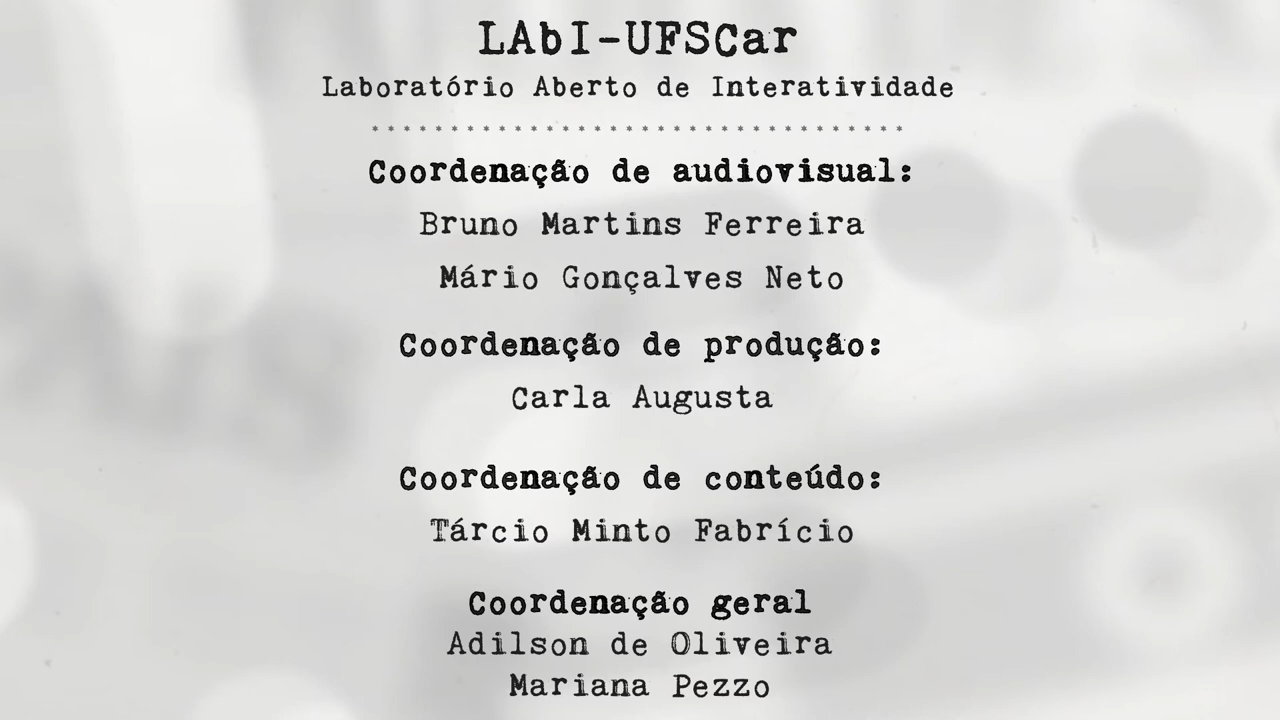 LAbI-UFSCar
Laboratório Aberto de Interatividade
Coordenação de audiovisual:
Bruno Martins Ferreira
Mário Gonçalves Neto
Coordenação de produção:
Carla Augusta
Coordenação de conteúdo:
Tárcio Minto Fabrício
Coordenação geral
Adilson de Oliveira
Mariana Pezzo